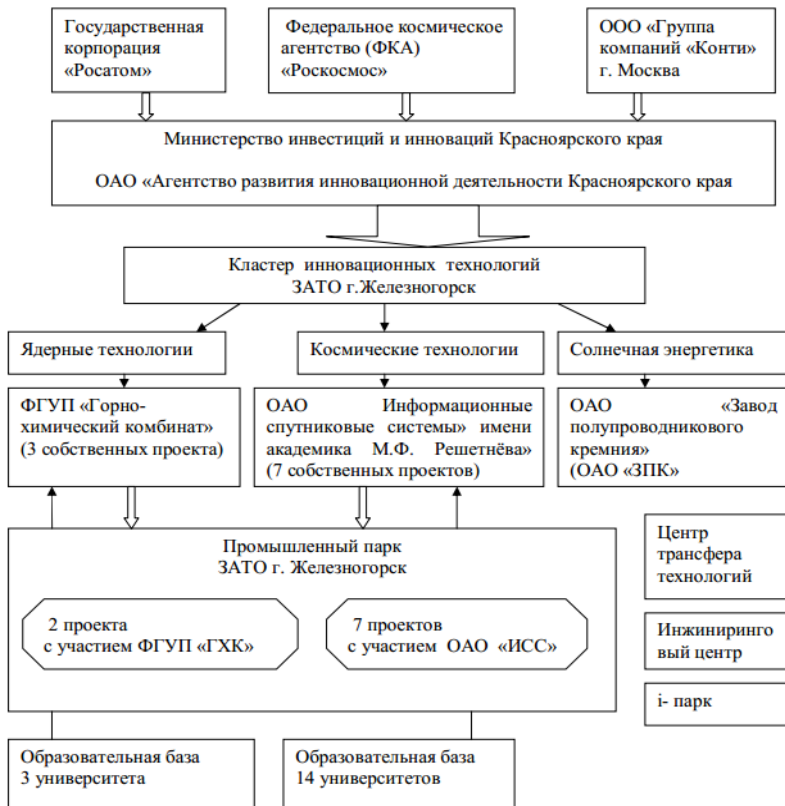 Государственная
корпорация
«Росатом»
Федеральное космическое
агентство (ФКА)
«Роскосмос»
ООО «Группа
компаний «Конти»
г. Москва
Министерство инвестиций и инноваций Красноярского края
ОАО «Агентство развития инновационной деятельности Красноярского края
Кластер инновационных технологий
ЗАТО г.Железногорск
Ядерные технологии
Космические технологии
Солнечная энергетика
ФГУП «Горно-
химический комбинат»
(3 собственных проекта)
ОАО Информационные
спутниковые системы» имени
академика М.Ф. Решетнёва»
(7 собственных проектов)
ОАО «Завод
полупроводникового
кремния»
(ОАО «ЗПК»
Промышленный парк
ЗАТО г. Железногорск
2 проекта
с участием ФГУП «ГХК»
7 проектов
с участием ОАО «ИСС»
Центр
трансфера
технологий
Инжиниринго
вый центр
i- парк
Образовательная база
3 университета
Образовательная база
14 университетов